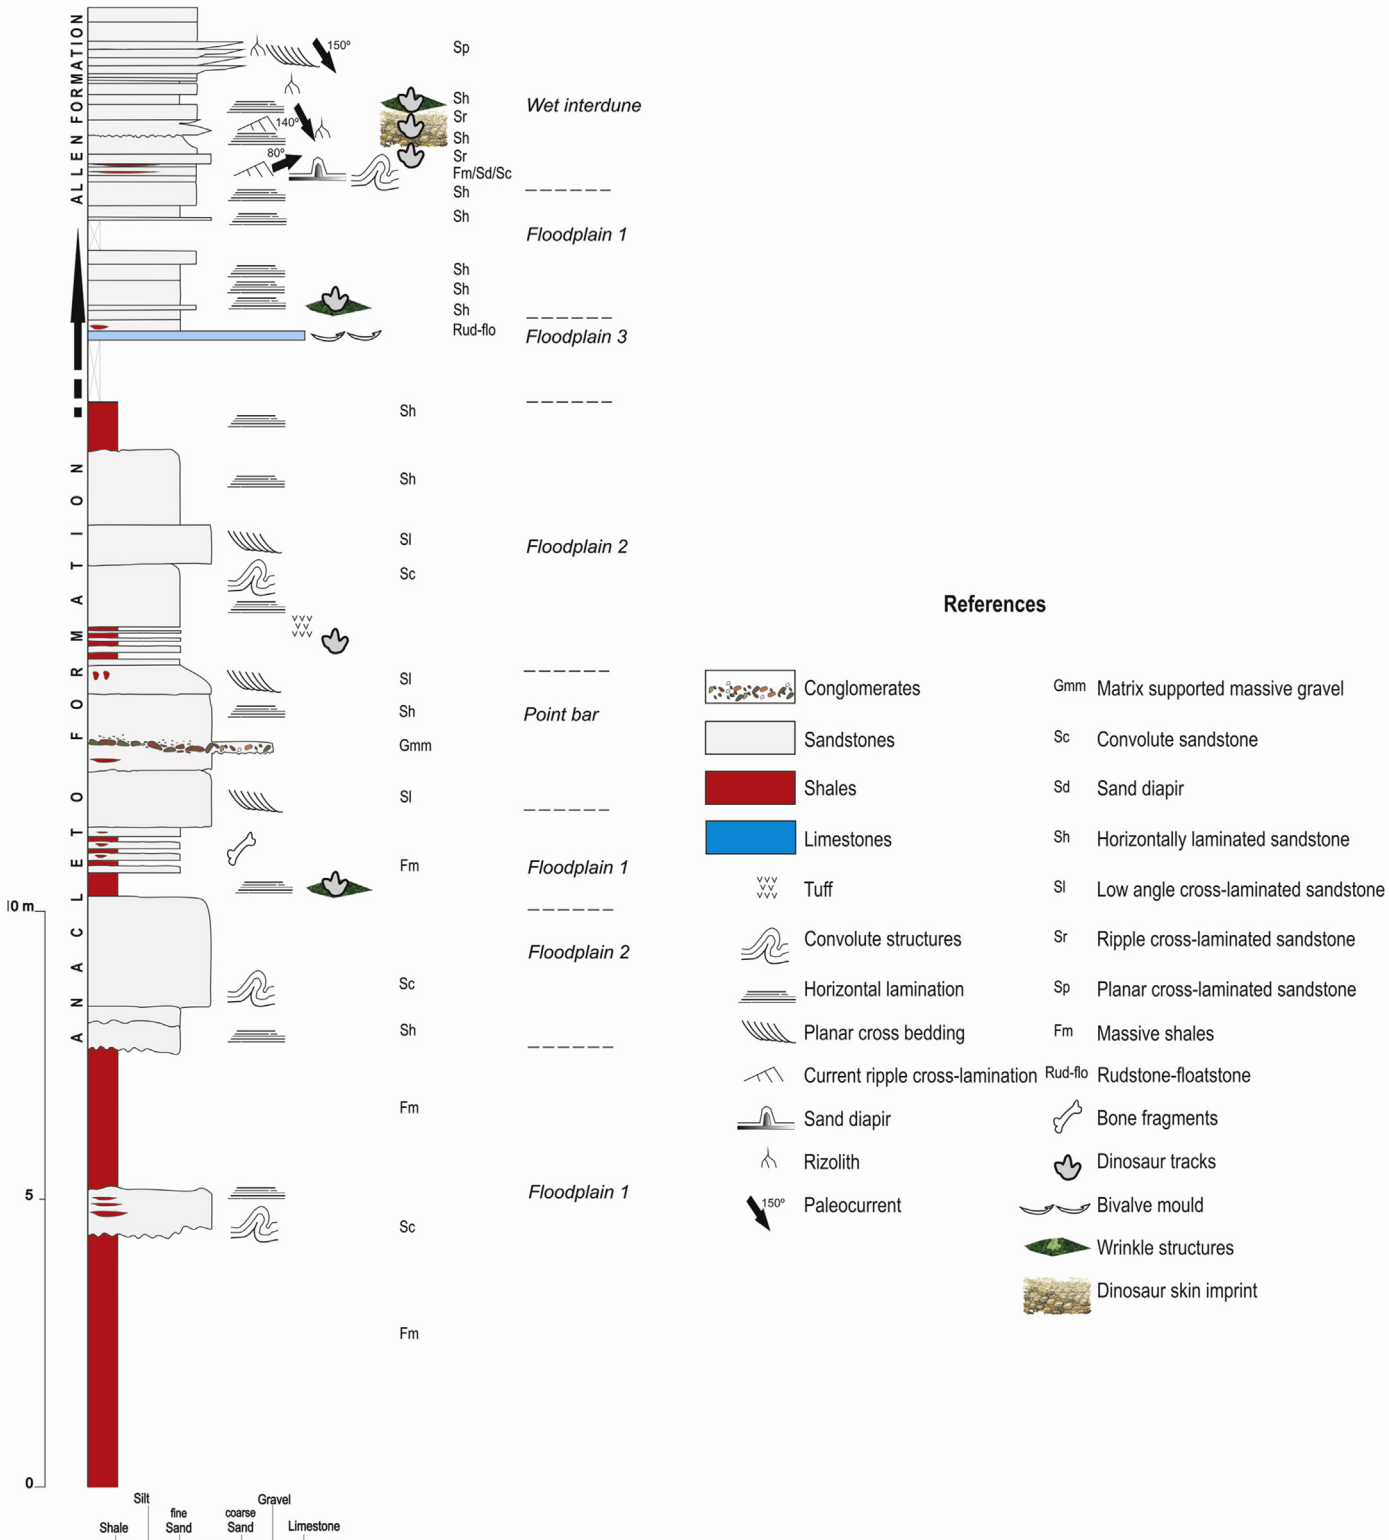 ALLEN FORMATION
ANACLETO FORMATION
150º
Sp
Sh
Wet interdune
Sr
140º
Sh
80º
Sr
Fm/Sd/Sc
Sh
Sh
Floodplain 1
Sh
Sh
Sh
Rud-flo
Floodplain 3
Sh
Sh
Sl
Floodplain 2
Sc
Sl
Sh
Point bar
Gmm
Sl
Fm
Floodplain 1
10 m
Floodplain 2
Sc
Sh
Fm
5
Floodplain 1
Sc
Fm
0
Silt
Gravel
fine
coarse
Shale
Sand
Sand
Limestone
References
Conglomerates
Sandstones
Shales
Limestones
Tuff
Convolute structures
Horizontal lamination
Planar cross bedding
Current ripple cross-lamination
Sand diapir
Rizolith
150º
Paleocurrent
Gmm Matrix supported massive gravel
Sc Convolute sandstone
Sd Sand diapir
Sh Horizontally laminated sandstone
Sl Low angle cross-laminated sandstone
Sr Ripple cross-laminated sandstone
Sp Planar cross-laminated sandstone
Fm Massive shales
Rud-flo Rudstone-floatstone
Bone fragments
Dinosaur tracks
Bivalve mould
Wrinkle structures
Dinosaur skin imprint